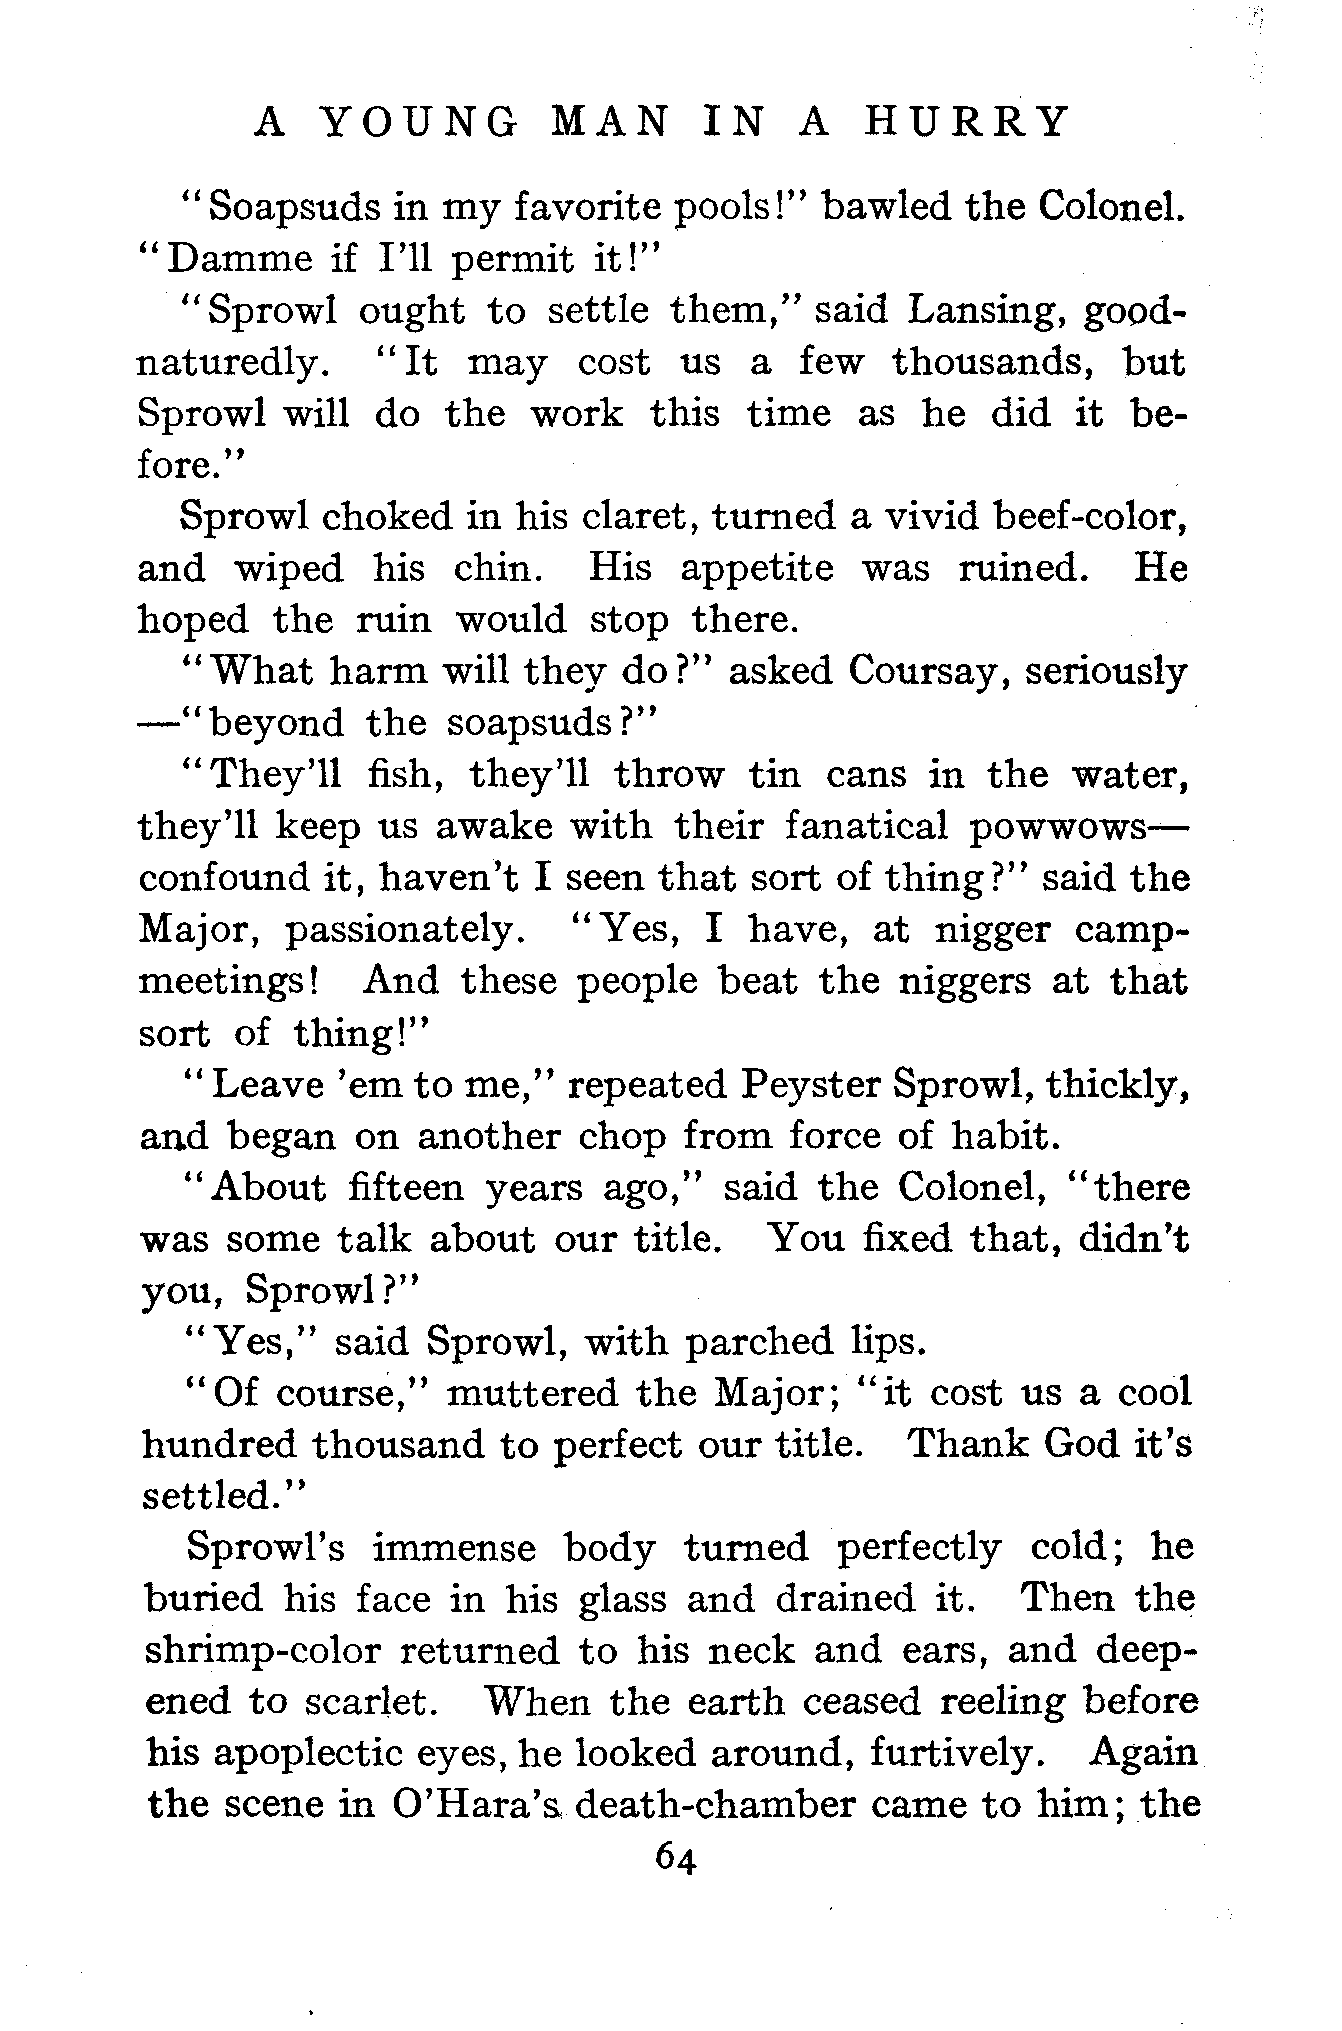 A YOUNG MAN IN A HURRY
"Soapsuds in my favorite pools!" bawled the Colonel.
"Damme if I'll permit it!"
"Sprowl ought to settle them," said Lansing, good-
naturedly. "It may cost us a few thousands, but
Sprowl will do the work this time as he did it be-
fore."
Sprowl choked in his claret, turned a vivid beef-color,
and wiped his chin. His appetite was ruined. He
hoped the ruin would stop there.
"What harm will they do?" asked Coursay, seriously
—"beyond the soapsuds?"
"They'll fish, they'll throw tin cans in the water,
they'll keep us awake with their fanatical powwows—
confound it, haven't I seen that sort of thing?" said the
Major, passionately. "Yes, I have, at nigger camp-
meetings! And these people beat the niggers at that
sort of thing!"
"Leave 'em to me," repeated Peyster Sprowl, thickly,
and began on another chop from force of habit.
"About fifteen years ago," said the Colonel, "there
was some talk about our title. You fixed that, didn't
you, Sprowl?"
"Yes," said Sprowl, with parched lips.
"Of course," muttered the Major; "it cost us a cool
hundred thousand to perfect our title. Thank God it's
settled."
Sprowl's immense body turned perfectly cold; he
buried his face in his glass and drained it. Then the
shrimp-color returned to his neck and ears, and deep-
ened to scarlet. When the earth ceased reeling before
his apoplectic eyes, he looked around, furtively. Again
the scene in O'Hara's death-chamber came to him; the
64